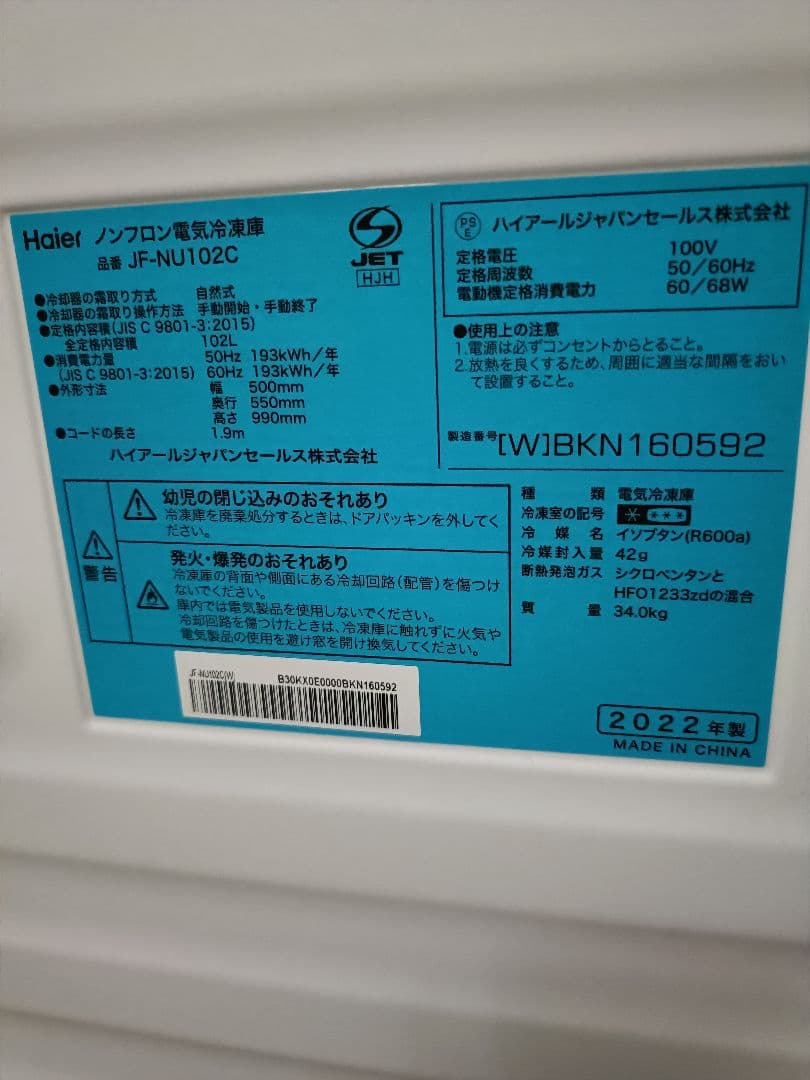 Haier ノンフロン電気冷凍庫
品番 JF-NU102C
JET
HJH
●冷却器の霜取り方式 自然式
●冷却器の霜取り操作方法 手動開始・手動終了
●定格内容積(JIS C 9801-3:2015)
全定格内容積 102L
●消費電力量 50Hz 193kWh/年
(JIS C 9801-3:2015) 60Hz 193kWh/年
●外形寸法 幅 500mm
奥行 550mm
高さ 990mm
●コードの長さ 1.9m
ハイアールジャパンセールス株式会社
PSE ハイアールジャパンセールス株式会社
定格電圧 100V
定格周波数 50/60Hz
電動機定格消費電力 60/68W
●使用上の注意
1.電源は必ずコンセントからとること。
2.放熱を良くするため、周囲に適当な間隔をおい
て設置すること。
製造番号 [W]BKN160592
警告
幼児の閉じ込みのおそれあり
冷凍庫を廃棄処分するときは、ドアパッキンを外してく
ださい。
発火・爆発のおそれあり
冷凍庫の背面や側面にある冷却回路(配管)を傷つけ
ないでください。
庫内では電気製品を使用しないでください。
冷却回路を傷つけたときは、冷凍庫に触れずに火気や
電気製品の使用を避け窓を開け換気してください。
種類 電気冷凍庫
冷凍室の記号 * ***
冷媒名 イソブタン(R600a)
冷媒封入量 42g
断熱発泡ガス シクロペンタンと
HFO1233zdの混合
質量 34.0kg
JF-NU102C(W) B30KX0E0000BKN160592
2022年製
MADE IN CHINA